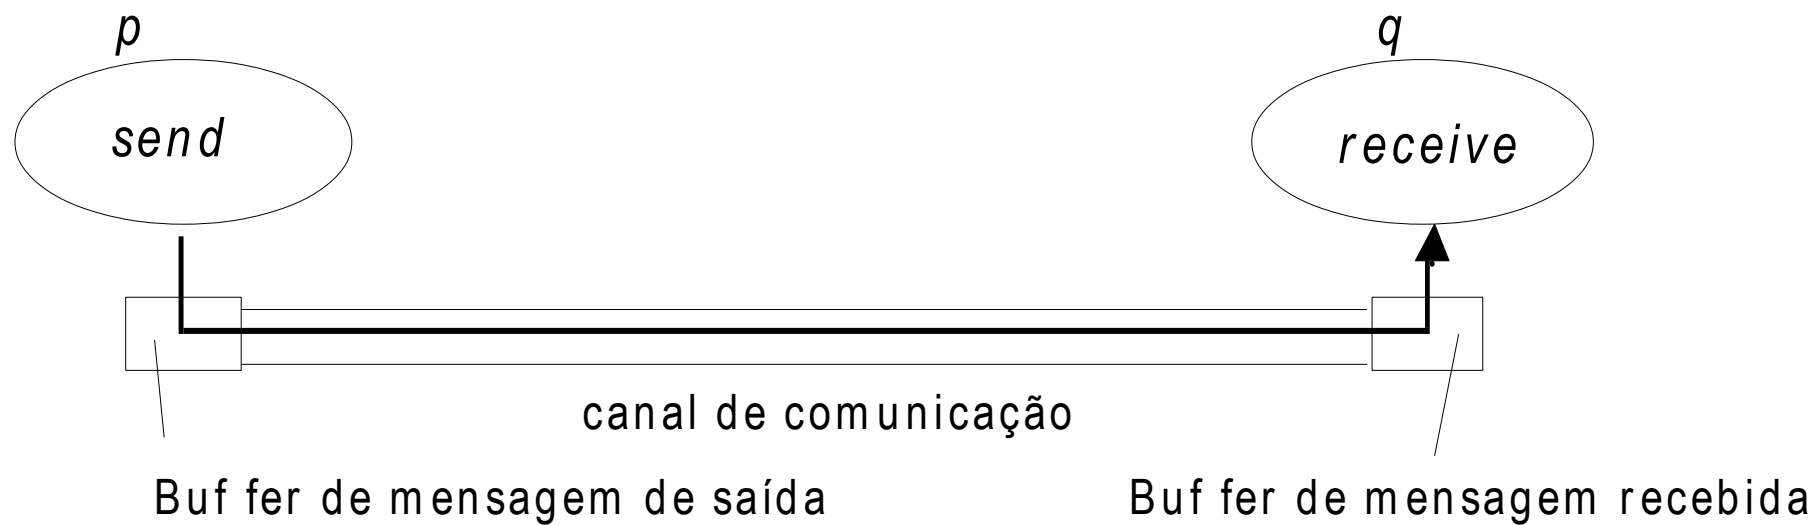 p
q
send
receive
canal de comunicação
Buffer de mensagem de saída
Buffer de mensagem recebida